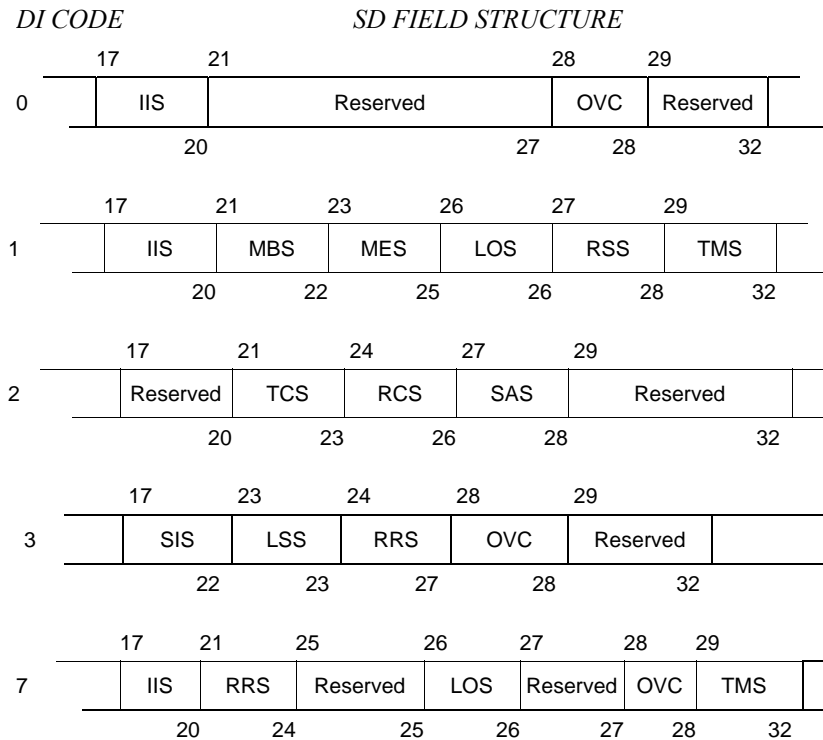 DI CODE SD FIELD STRUCTURE
17 21 28 29
0 IIS Reserved OVC Reserved
20 27 28 32
17 21 23 26 27 29
1 IIS MBS MES LOS RSS TMS
20 22 25 26 28 32
17 21 24 27 29
2 Reserved TCS RCS SAS Reserved
20 23 26 28 32
17 23 24 28 29
3 SIS LSS RRS OVC Reserved
22 23 27 28 32
17 21 25 26 27 28 29
7 IIS RRS Reserved LOS Reserved OVC TMS
20 24 25 26 27 28 32